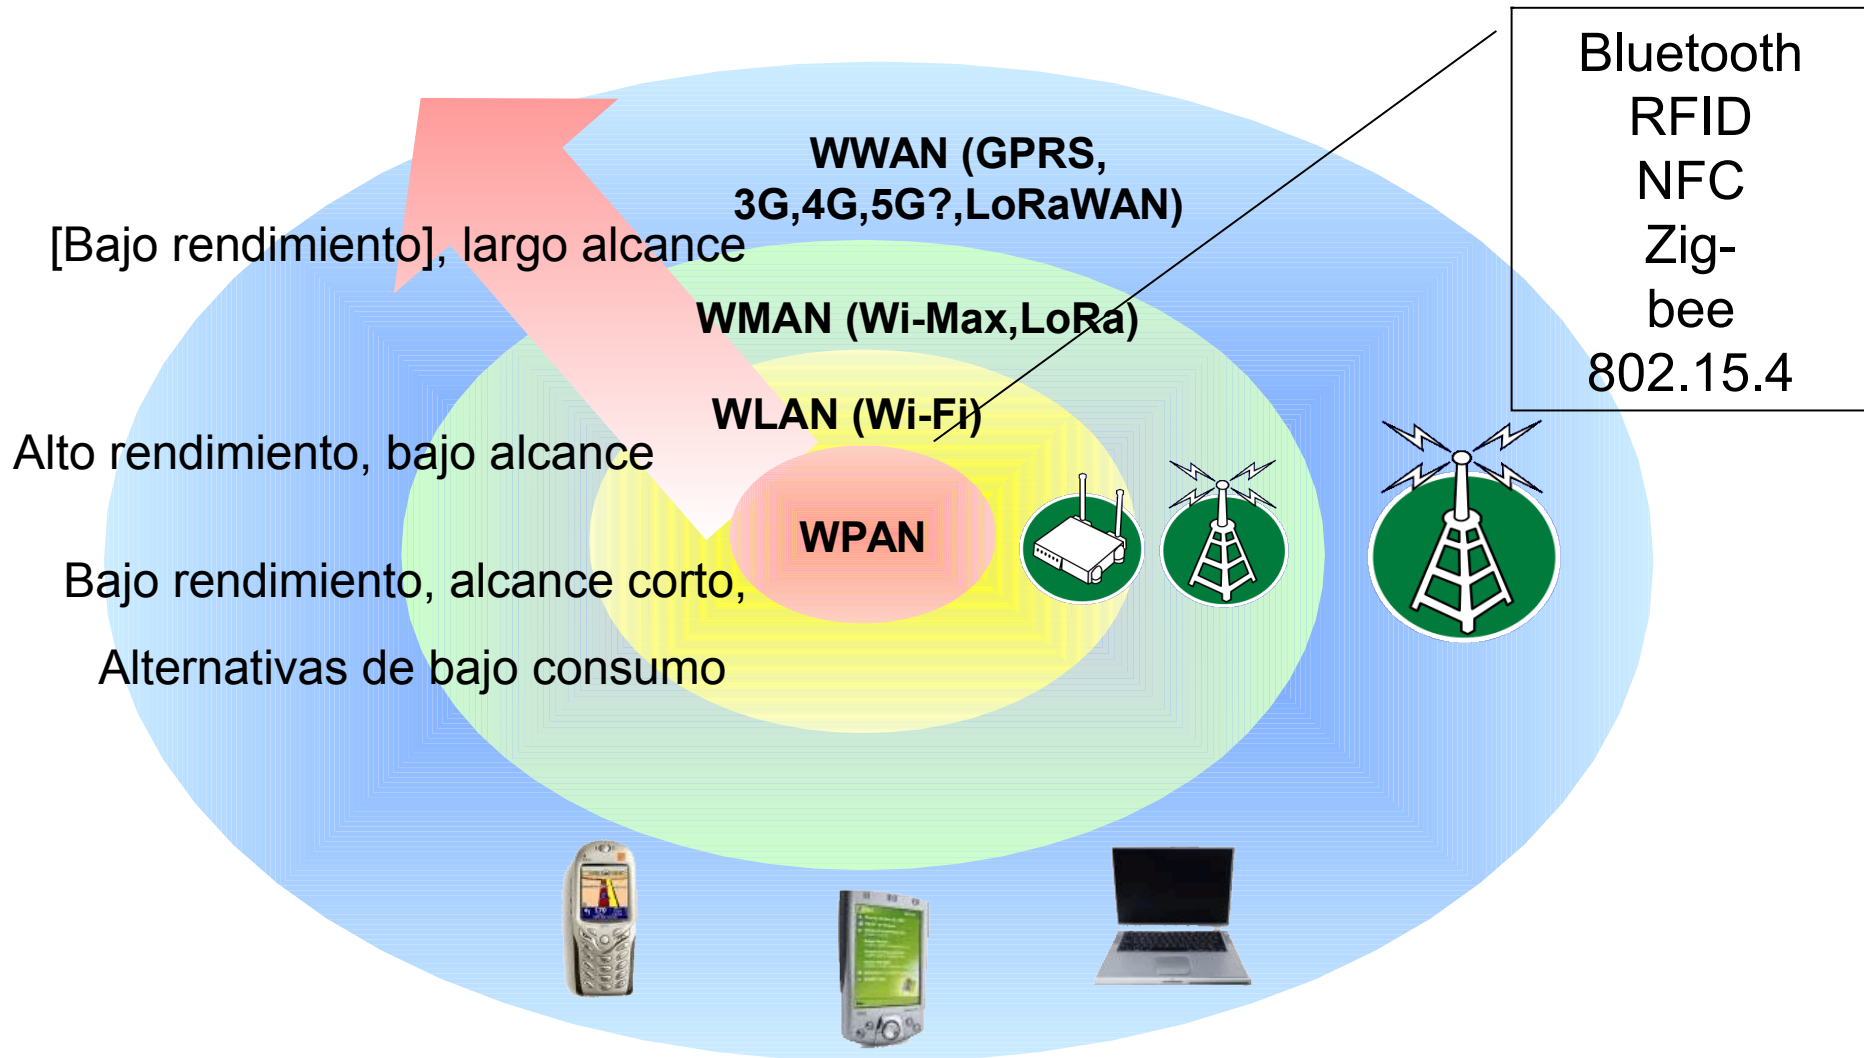 Bluetooth
RFID
NFC
Zig-
bee
802.15.4
WWAN (GPRS,
3G,4G,5G?,LoRaWAN)
[Bajo rendimiento], largo alcance
WMAN (Wi-Max,LoRa)
WLAN (Wi-Fi)
Alto rendimiento, bajo alcance
WPAN
Bajo rendimiento, alcance corto,
Alternativas de bajo consumo